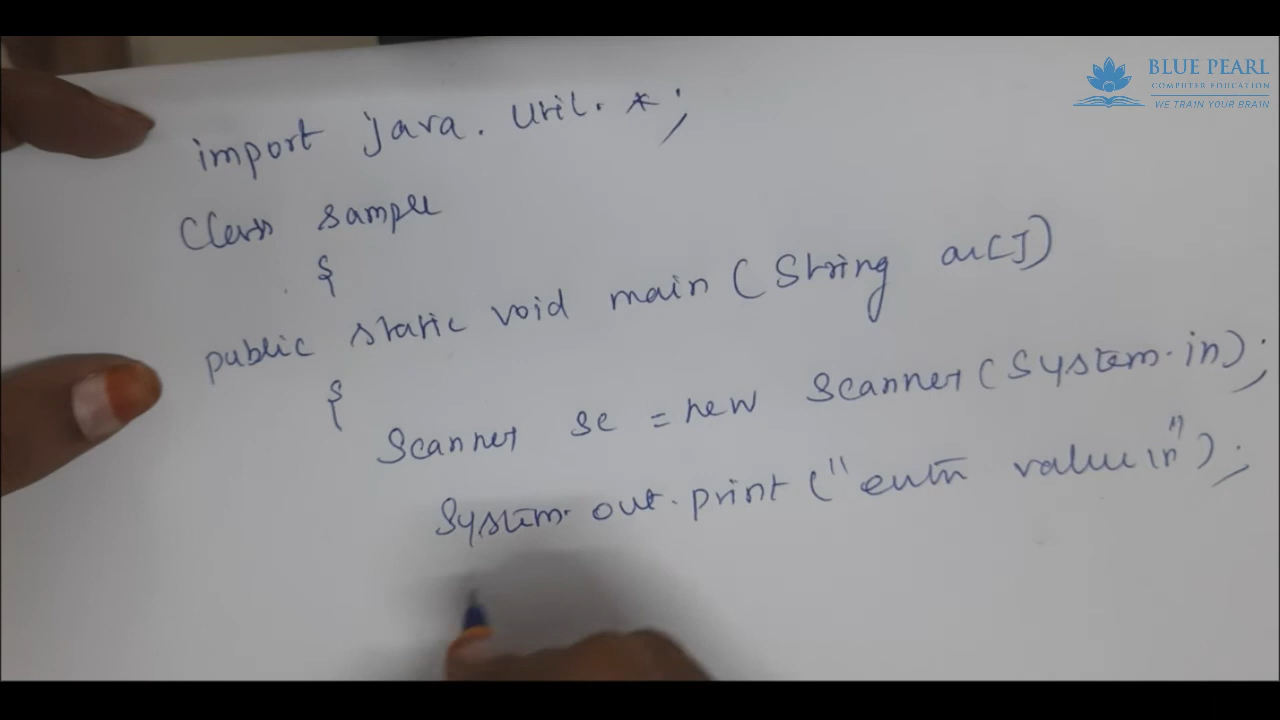 import java.util.*;
Class sample
{
public static void main (String ar[])
{
Scanner sc = new Scanner (System.in);
System.out.print ("enter value in");
BLUE PEARL
COMPUTER EDUCATION
WE TRAIN YOUR BRAIN